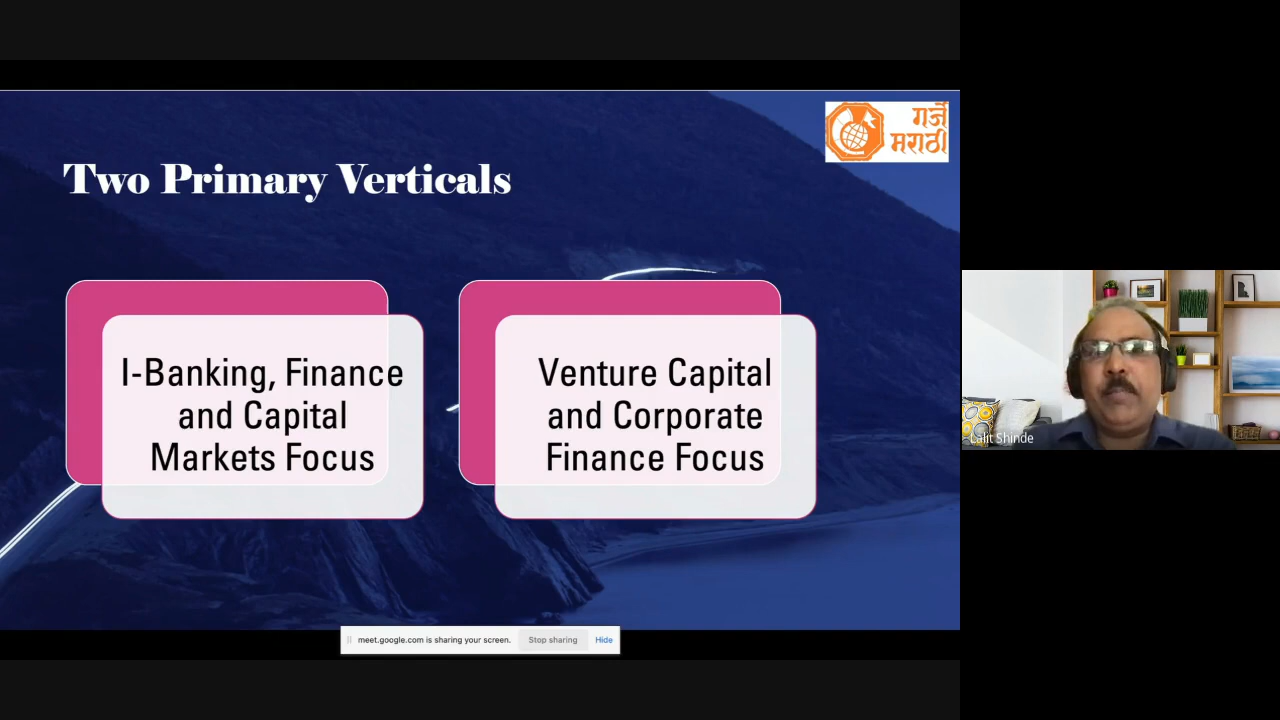 गर्जे
मराठी
Two Primary Verticals
I-Banking, Finance
and Capital
Markets Focus
Venture Capital
and Corporate
Finance Focus
Lalit Shinde
meet.google.com is sharing your screen.
Stop sharing
Hide